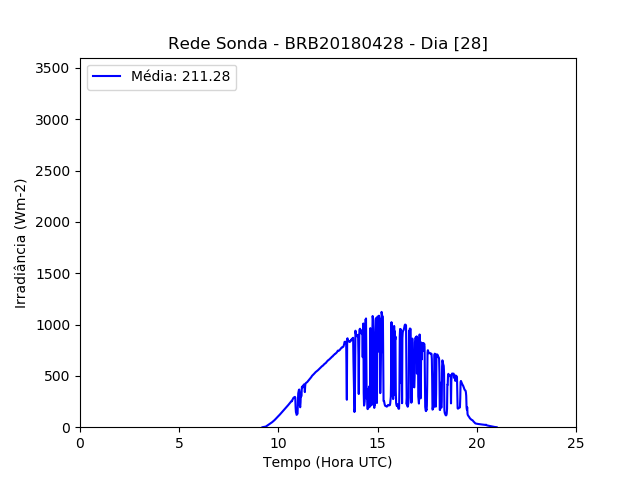 Rede Sonda - BRB20180428 - Dia [28]
Média: 211.28
3500
3000
2500
2000
1500
1000
500
0
Irradiância (Wm-2)
0 5 10 15 20 25
Tempo (Hora UTC)